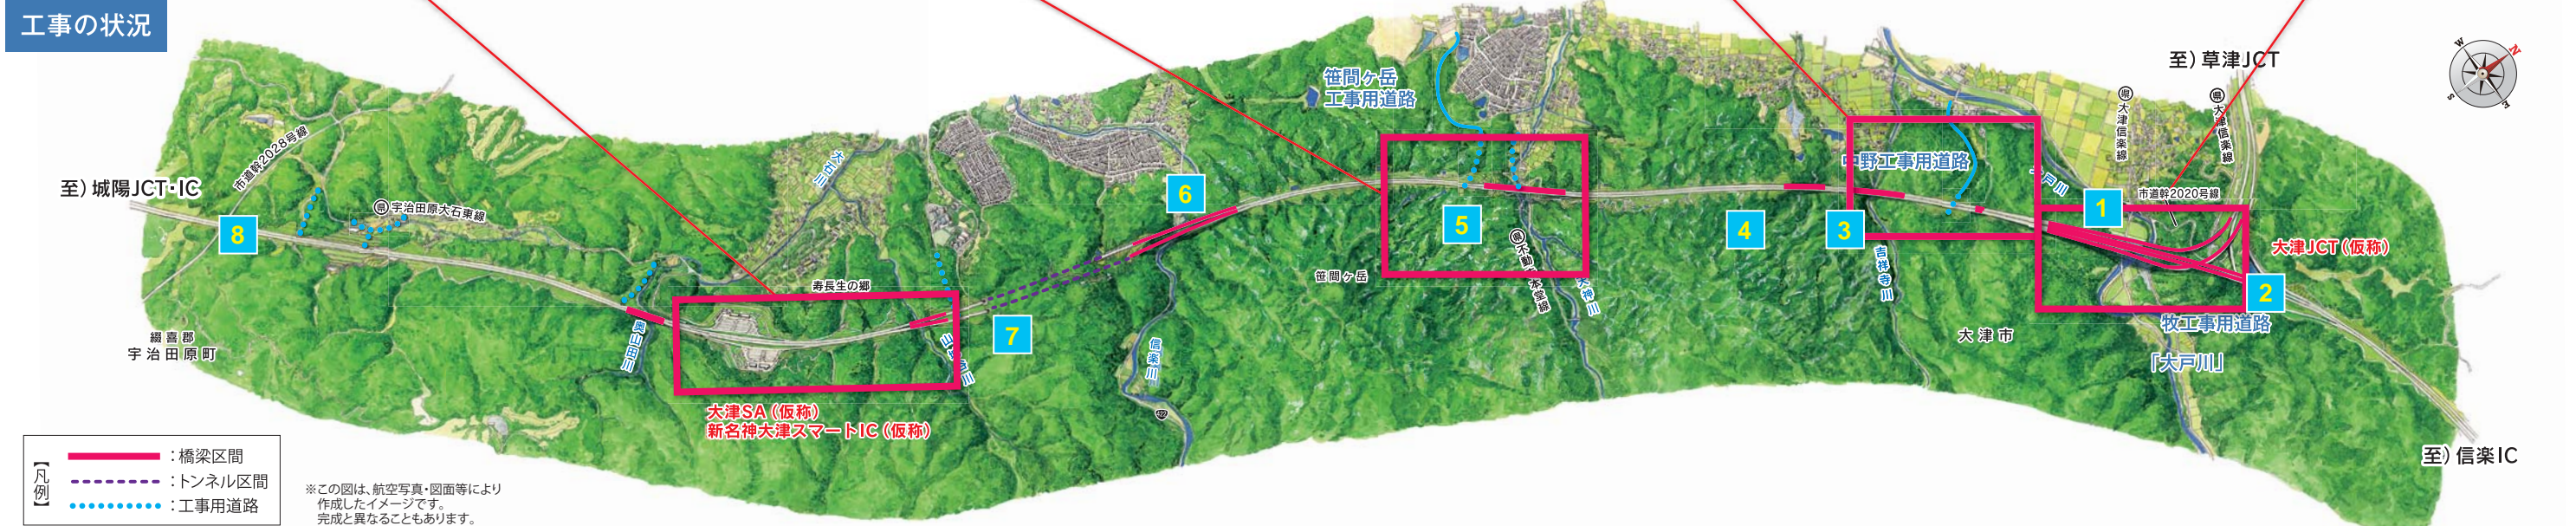 工事の状況
至）城陽JCT・IC
市道幹2028号線
県 宇治田原大石東線
8
綴喜郡
宇治田原町
大石川
奥山田川
寿長生の郷
大津SA（仮称）
新名神大津スマートIC（仮称）
7
6
信楽川
422
笹間ヶ岳
工事用道路
5
笹間ヶ岳
県 不動
本堂線
天神川
4
3
中野工事用道路
吉祥寺川
戸川
大津市
県 大津信楽線
県 大津信楽線
至）草津JCT
市道幹2020号線
1
大津JCT（仮称）
2
牧工事用道路
「大戸川」
至）信楽IC
W
N
S
E
【凡例】
：橋梁区間
：トンネル区間
：工事用道路
※この図は、航空写真・図面等により
作成したイメージです。
完成と異なることもあります。